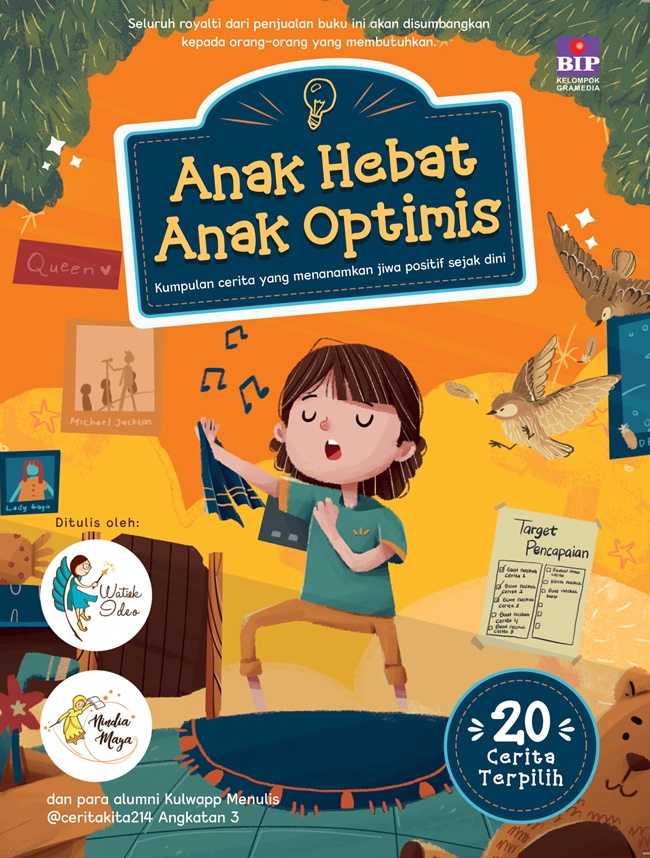 Seluruh royalti dari penjualan buku ini akan disumbangkan
kepada orang-orang yang membutuhkan.
BIP
KELOMPOK
GRAMEDIA
Anak Hebat
Anak Optimis
Kumpulan cerita yang menanamkan jiwa positif sejak dini
Queen
Michael Jackson
Lady Gaga
Target
Pencapaian
Ditulis oleh:
Watiek
Ideo
Nindia
Maya
20
Cerita
Terpilih
dan para alumni Kulwapp Menulis
@ceritakita214 Angkatan 3